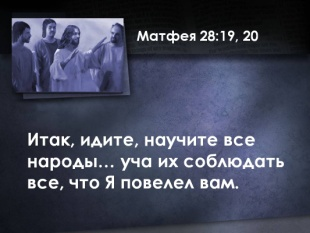 Матфея 28:19, 20
Итак, идите, научите все
народы... уча их соблюдать
все, что Я повелел вам.